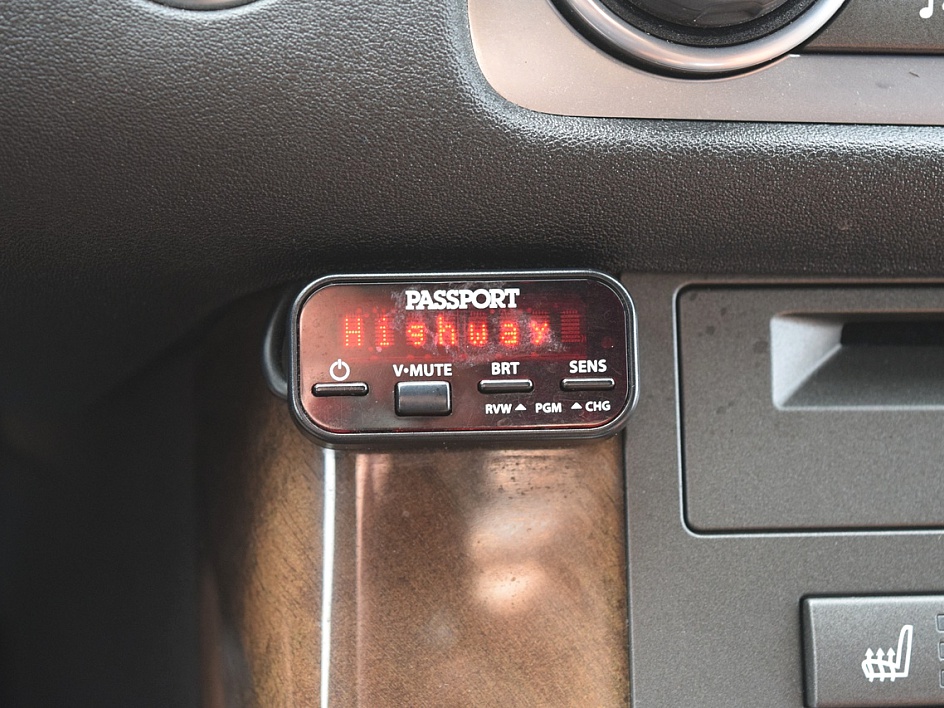 PASSPORT
Highway
V•MUTE BRT SENS
RVW PGM CHG